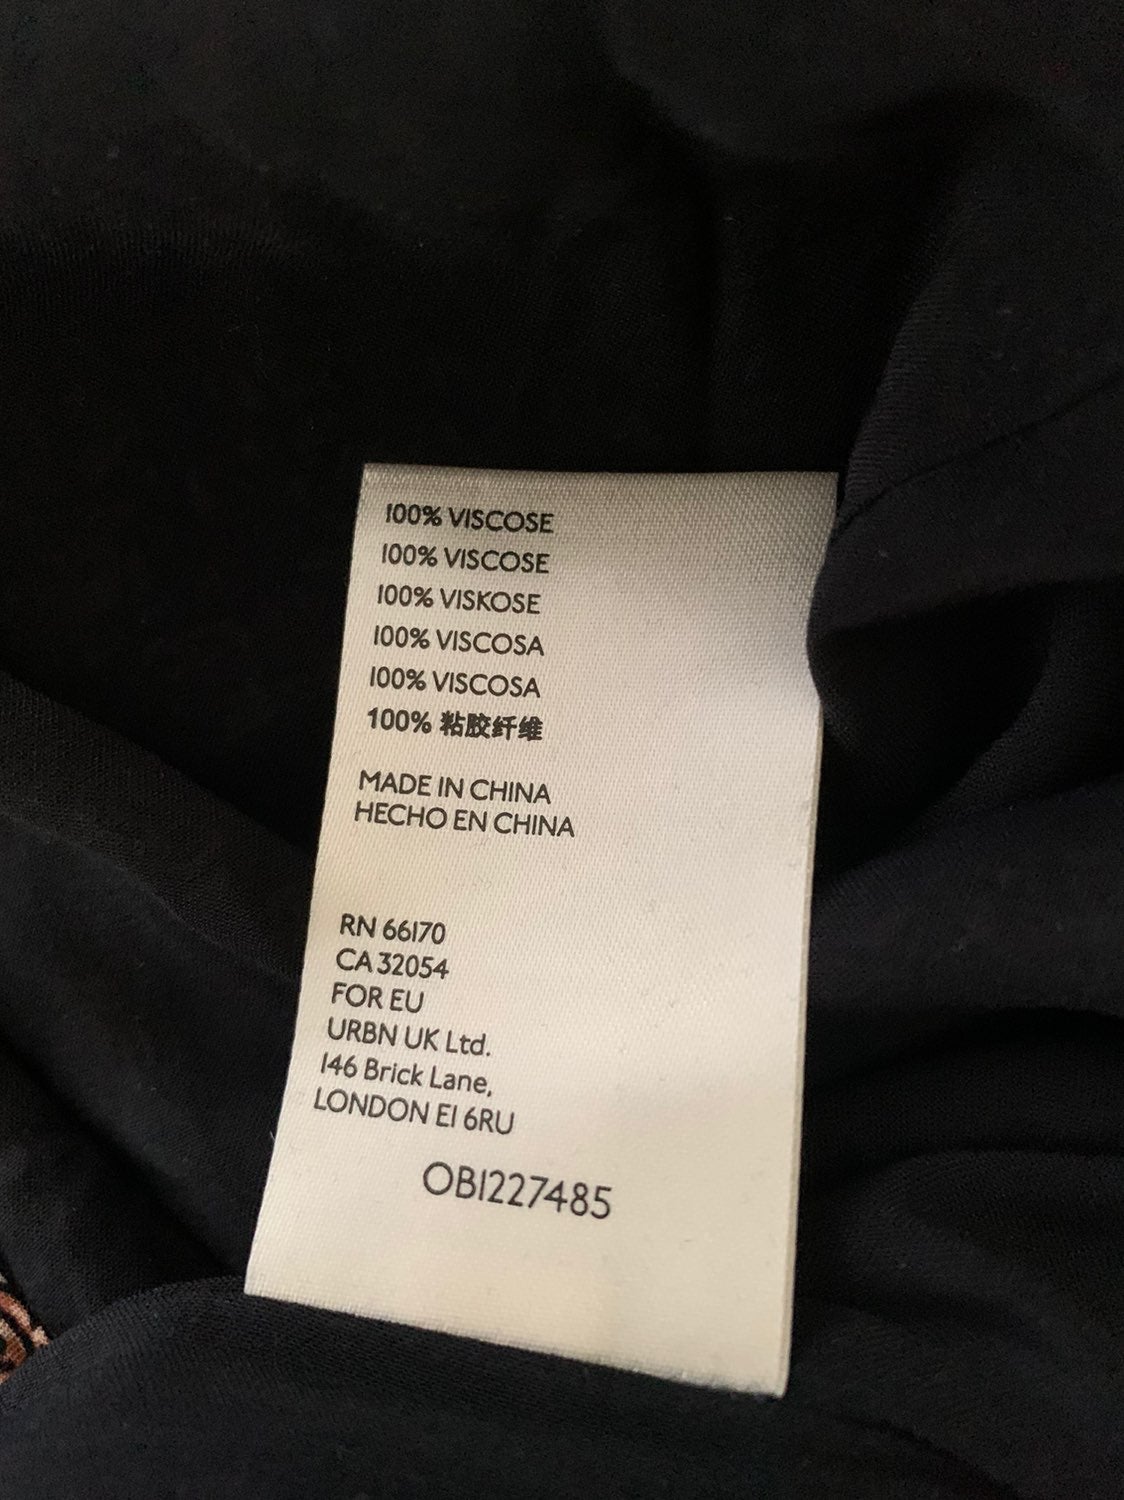 100% VISCOSE
100% VISCOSE
100% VISKOSE
100% VISCOSA
100% VISCOSA
100% 粘胶纤维
MADE IN CHINA
HECHO EN CHINA
RN 66170
CA 32054
FOR EU
URBN UK Ltd.
146 Brick Lane,
LONDON E1 6RU
OB1227485